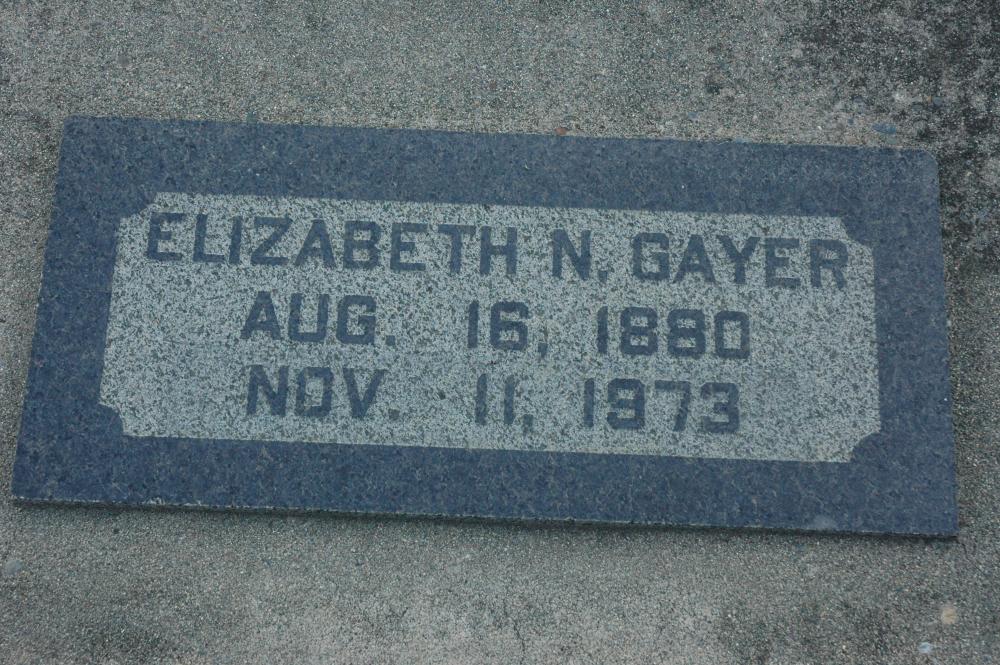 ELIZABETH N. GAYER
AUG. 16, 1880
NOV. 11, 1973